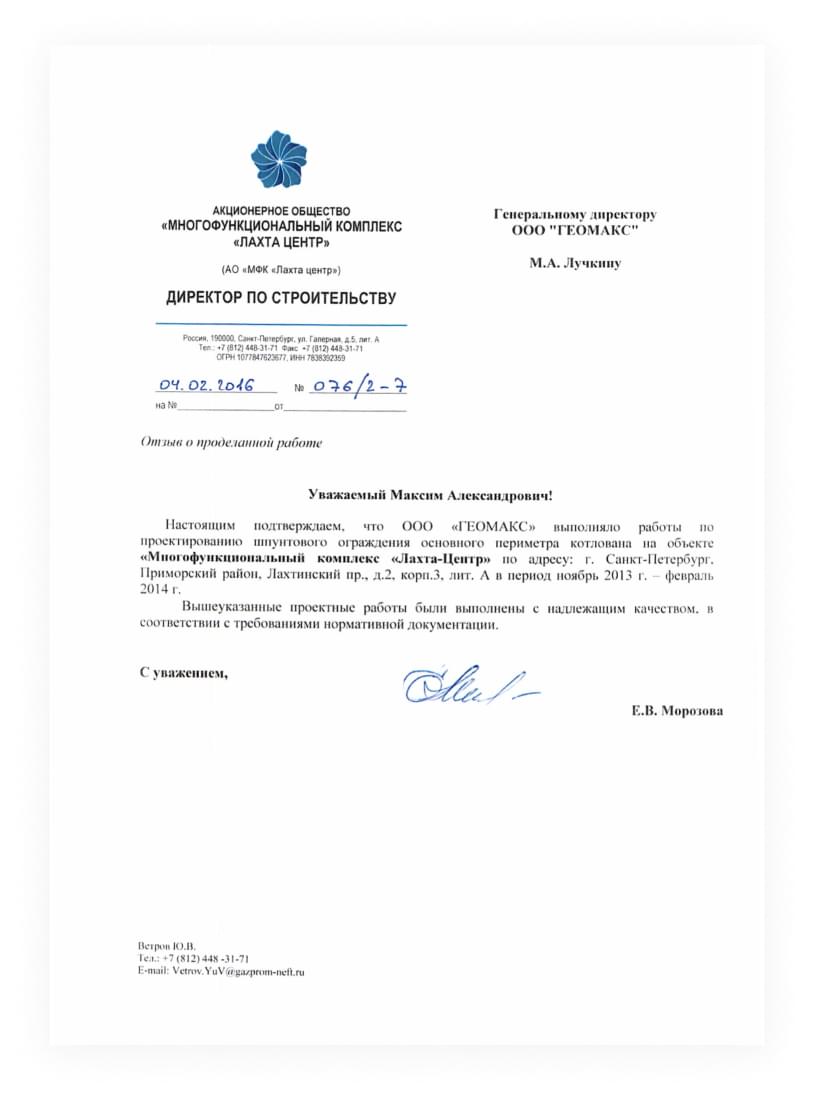 АКЦИОНЕРНОЕ ОБЩЕСТВО
«МНОГОФУНКЦИОНАЛЬНЫЙ КОМПЛЕКС
«ЛАХТА ЦЕНТР»
(АО «МФК «Лахта центр»)
ДИРЕКТОР ПО СТРОИТЕЛЬСТВУ
Россия, 190000, Санкт-Петербург, ул. Галерная, д.5, лит. А
Тел.: +7 (812) 448-31-71 Факс +7 (812) 448-31-71
ОГРН 1077847623677, ИНН 7838392359
04.02.2016 № 076/2-7
на №____________________от____________________
Генеральному директору
ООО "ГЕОМАКС"
М.А. Лучкину
Отзыв о проделанной работе
Уважаемый Максим Александрович!
Настоящим подтверждаем, что ООО «ГЕОМАКС» выполняло работы по
проектированию шпунтового ограждения основного периметра котлована на объекте
«Многофункциональный комплекс «Лахта-Центр» по адресу: г. Санкт-Петербург,
Приморский район, Лахтинский пр., д.2, корп.3, лит. А в период ноябрь 2013 г. – февраль
2014 г.
Вышеуказанные проектные работы были выполнены с надлежащим качеством, в
соответствии с требованиями нормативной документации.
С уважением,
Е.В. Морозова
Ветров Ю.В.
Тел.: +7 (812) 448 -31-71
E-mail: Vetrov.YuV@gazprom-neft.ru